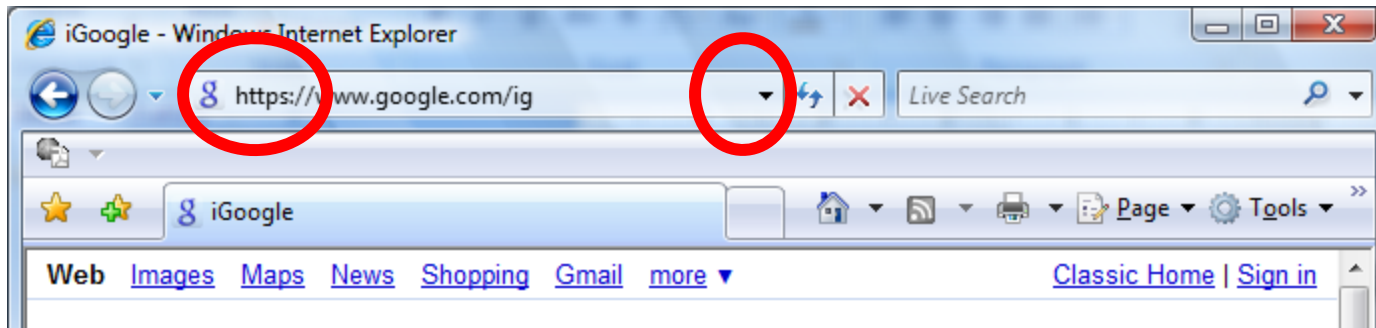 iGoogle - Windows Internet Explorer
https://www.google.com/ig Live Search
iGoogle Page Tools »
Web Images Maps News Shopping Gmail more ▼ Classic Home | Sign in